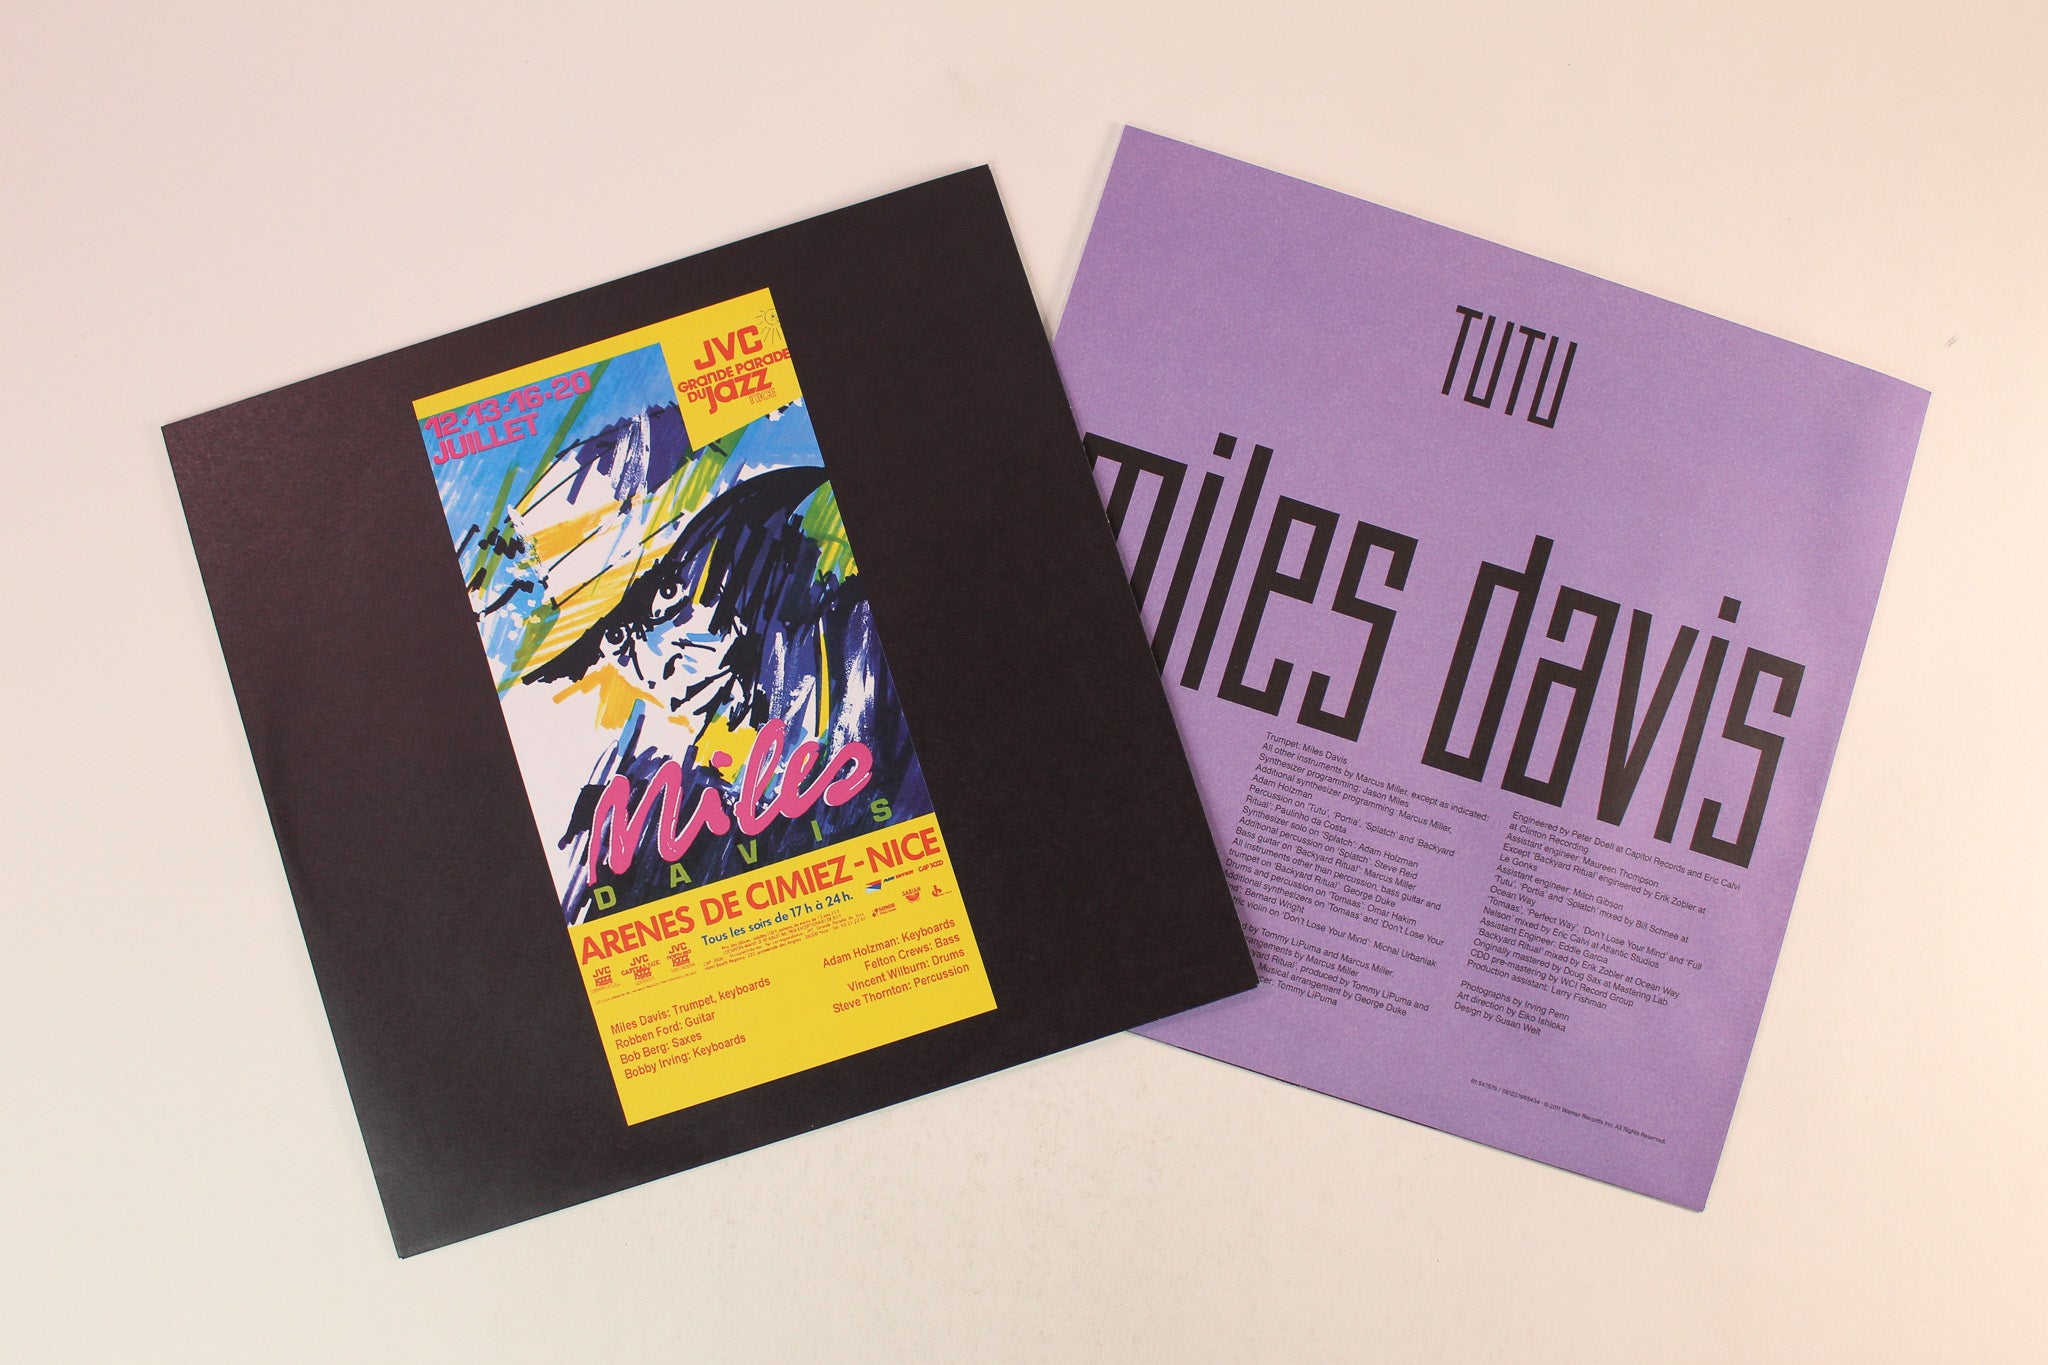 12.13.16.20
JUILLET
JVC
GRANDE PARADE
DU jazz
NICE
Miles
DAVIS
ARENES DE CIMIEZ - NICE
Tous les soirs de 17 h à 24 h.
Miles Davis: Trumpet, keyboards
Robben Ford: Guitar
Bob Berg: Saxes
Bobby Irving: Keyboards
Adam Holzman: Keyboards
Felton Crews: Bass
Vincent Wilburn: Drums
Steve Thornton: Percussion
TUTU
miles davis
Trumpet: Miles Davis
All other instruments by Marcus Miller, except as indicated:
Synthesizer programming: Jason Miles
Additional synthesizer programming: Marcus Miller,
Adam Holzman
Percussion on 'Tutu', 'Portia', 'Splatch' and 'Backyard
Ritual': Paulinho da Costa
Synthesizer solo on 'Splatch': Adam Holzman
Additional percussion on 'Splatch': Steve Reid
Bass guitar on 'Backyard Ritual': Marcus Miller
All instruments other than percussion, bass guitar and
trumpet on 'Backyard Ritual': George Duke
Drums and percussion on 'Tomaas': Omar Hakim
Additional synthesizers on 'Tomaas' and 'Don't Lose Your
Bernard Wright
violin on 'Don't Lose Your Mind': Michal Urbaniak
by Tommy LiPuma and Marcus Miller,
by Marcus Miller
Ritual', produced by Tommy LiPuma and
Musical arrangement by George Duke
Tommy LiPuma
Engineered by Peter Doell at Capitol Records and Eric Calvi
at Clinton Recording
Assistant engineer: Maureen Thompson
Except 'Backyard Ritual' engineered by Erik Zobler at
Le Gonks
Assistant engineer: Mitch Gibson
'Tutu', 'Portia' and 'Splatch' mixed by Bill Schnee at
Ocean Way
'Tomaas', 'Perfect Way', 'Don't Lose Your Mind' and 'Full
Nelson' mixed by Eric Calvi at Atlantic Studios
Assistant Engineer: Eddie Garcia
'Backyard Ritual' mixed by Erik Zobler at Ocean Way
Originally mastered by Doug Sax at Mastering Lab
CDD pre-mastering by WCI Record Group
Production assistant: Larry Fishman
Photographs by Irving Penn
Art direction by Eiko Ishioka
Design by Susan Welt
R1 547576 / 081227955434 · © 2011 Warner Records Inc. All Rights Reserved.